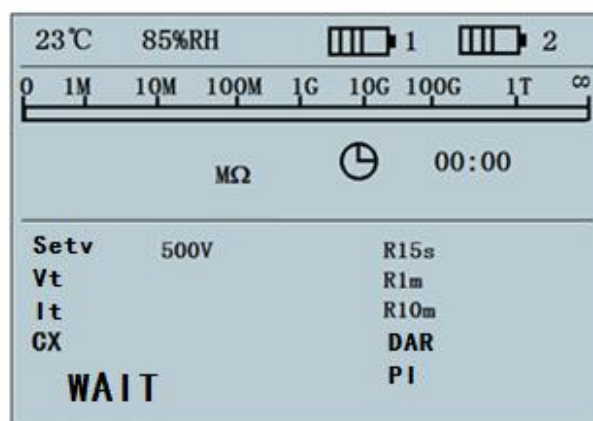 23℃ 85%RH 1 2
0 1M 10M 100M 1G 10G 100G 1T ∞
MΩ 00:00
Setv 500V R15s
Vt R1m
It R10m
CX DAR
WAIT PI